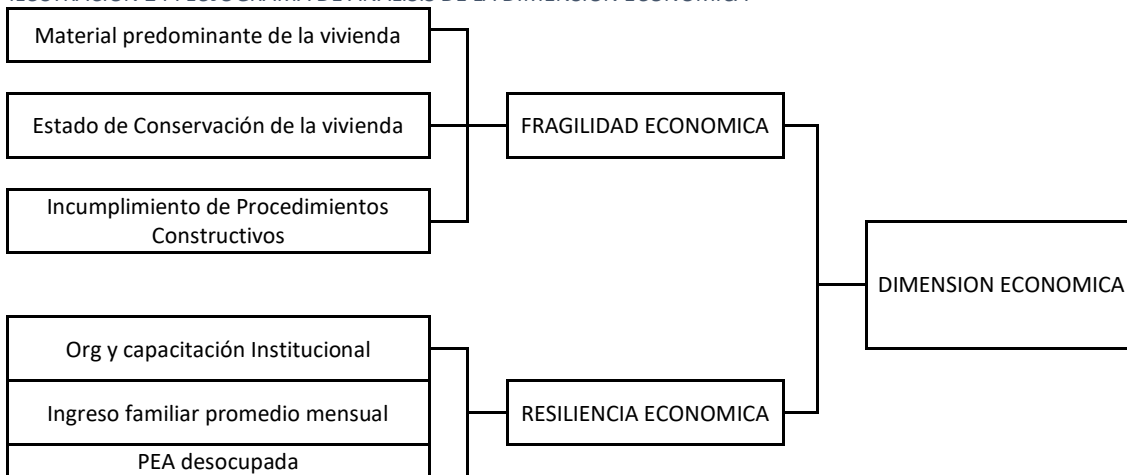 Material predominante de la vivienda
Estado de Conservación de la vivienda
FRAGILIDAD ECONOMICA
Incumplimiento de Procedimientos
Constructivos
DIMENSION ECONOMICA
Org y capacitación Institucional
Ingreso familiar promedio mensual
RESILIENCIA ECONOMICA
PEA desocupada